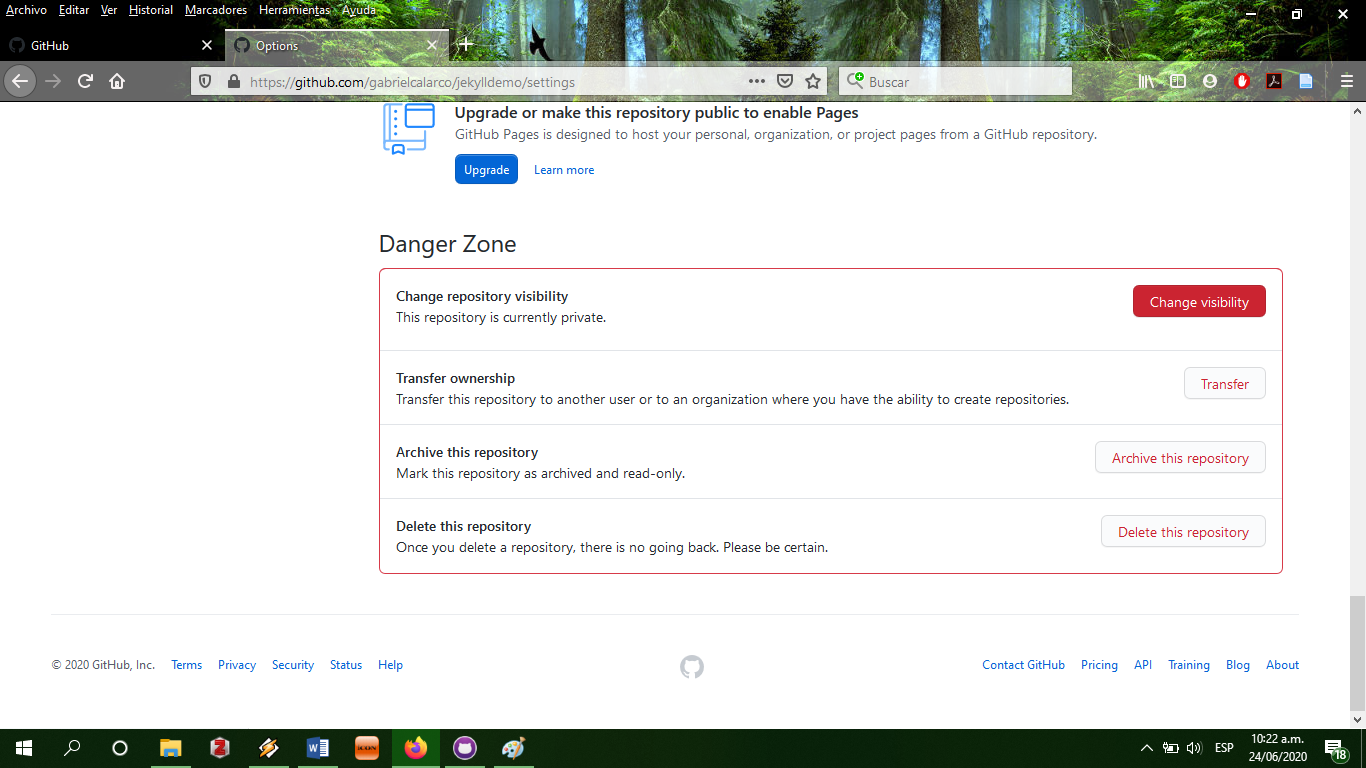 Archivo Editar Ver Historial Marcadores Herramientas Ayuda
GitHub
Options
https://github.com/gabrielcalarco/jekylldemo/settings
Buscar
Upgrade or make this repository public to enable Pages
GitHub Pages is designed to host your personal, organization, or project pages from a GitHub repository.
Upgrade Learn more
Danger Zone
Change repository visibility
This repository is currently private.
Change visibility
Transfer ownership
Transfer this repository to another user or to an organization where you have the ability to create repositories.
Transfer
Archive this repository
Mark this repository as archived and read-only.
Archive this repository
Delete this repository
Once you delete a repository, there is no going back. Please be certain.
Delete this repository
© 2020 GitHub, Inc. Terms Privacy Security Status Help
Contact GitHub Pricing API Training Blog About
ESP
10:22 a.m.
24/06/2020
18